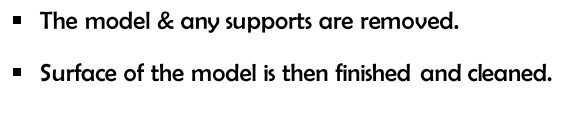 ▪ The model & any supports are removed.
▪ Surface of the model is then finished and cleaned.